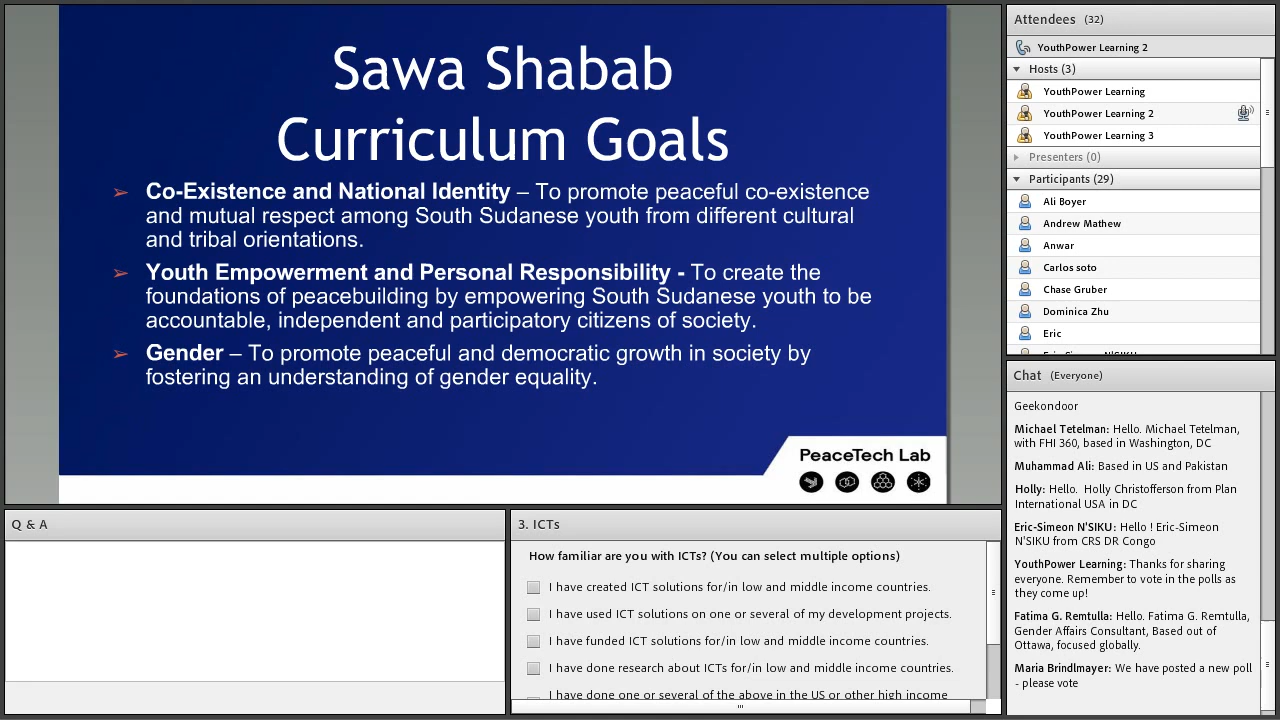 Sawa Shabab
Curriculum Goals
➢ Co-Existence and National Identity – To promote peaceful co-existence
and mutual respect among South Sudanese youth from different cultural
and tribal orientations.
➢ Youth Empowerment and Personal Responsibility - To create the
foundations of peacebuilding by empowering South Sudanese youth to be
accountable, independent and participatory citizens of society.
➢ Gender – To promote peaceful and democratic growth in society by
fostering an understanding of gender equality.
PeaceTech Lab
Attendees (32)
YouthPower Learning 2
Hosts (3)
YouthPower Learning
YouthPower Learning 2
YouthPower Learning 3
Presenters (0)
Participants (29)
Ali Boyer
Andrew Mathew
Anwar
Carlos soto
Chase Gruber
Dominica Zhu
Eric
Eric-Simeon N'SIKU
Chat (Everyone)
Geekondoor
Michael Tetelman: Hello. Michael Tetelman,
with FHI 360, based in Washington, DC
Muhammad Ali: Based in US and Pakistan
Holly: Hello. Holly Christofferson from Plan
International USA in DC
Eric-Simeon N'SIKU: Hello ! Eric-Simeon
N'SIKU from CRS DR Congo
YouthPower Learning: Thanks for sharing
everyone. Remember to vote in the polls as
they come up!
Fatima G. Remtulla: Hello. Fatima G. Remtulla,
Gender Affairs Consultant, Based out of
Ottawa, focused globally.
Maria Brindlmayer: We have posted a new poll
- please vote
Q & A
3. ICTs
How familiar are you with ICTs? (You can select multiple options)
I have created ICT solutions for/in low and middle income countries.
I have used ICT solutions on one or several of my development projects.
I have funded ICT solutions for/in low and middle income countries.
I have done research about ICTs for/in low and middle income countries.
I have done one or several of the above in the US or other high income